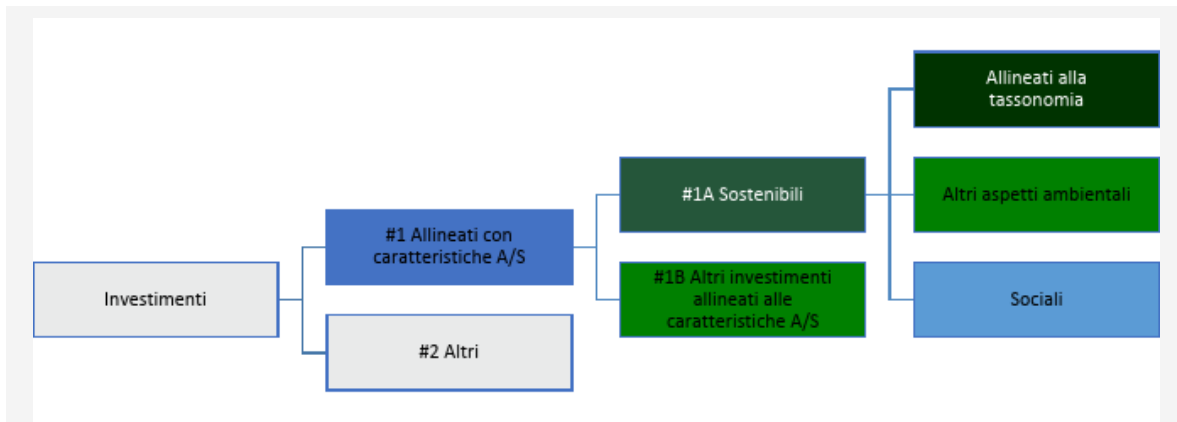 Investimenti
#1 Allineati con
caratteristiche A/S
#2 Altri
#1A Sostenibili
#1B Altri investimenti
allineati alle
caratteristiche A/S
Allineati alla
tassonomia
Altri aspetti ambientali
Sociali